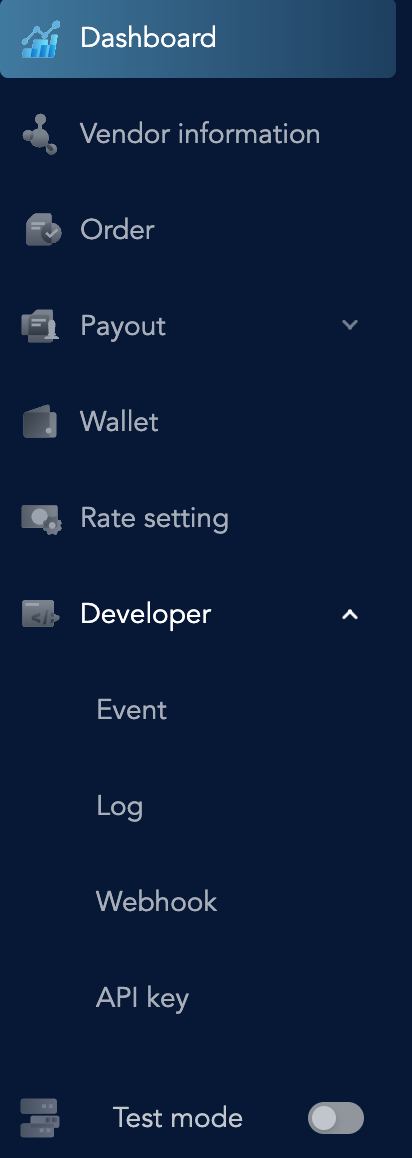 Dashboard
Vendor information
Order
Payout
Wallet
Rate setting
Developer
Event
Log
Webhook
API key
Test mode